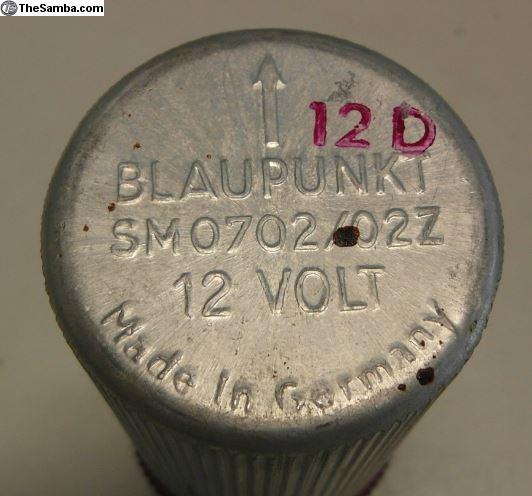 TheSamba.com
12 D
BLAUPUNKT
SM0702/02Z
12 VOLT
Made In Germany